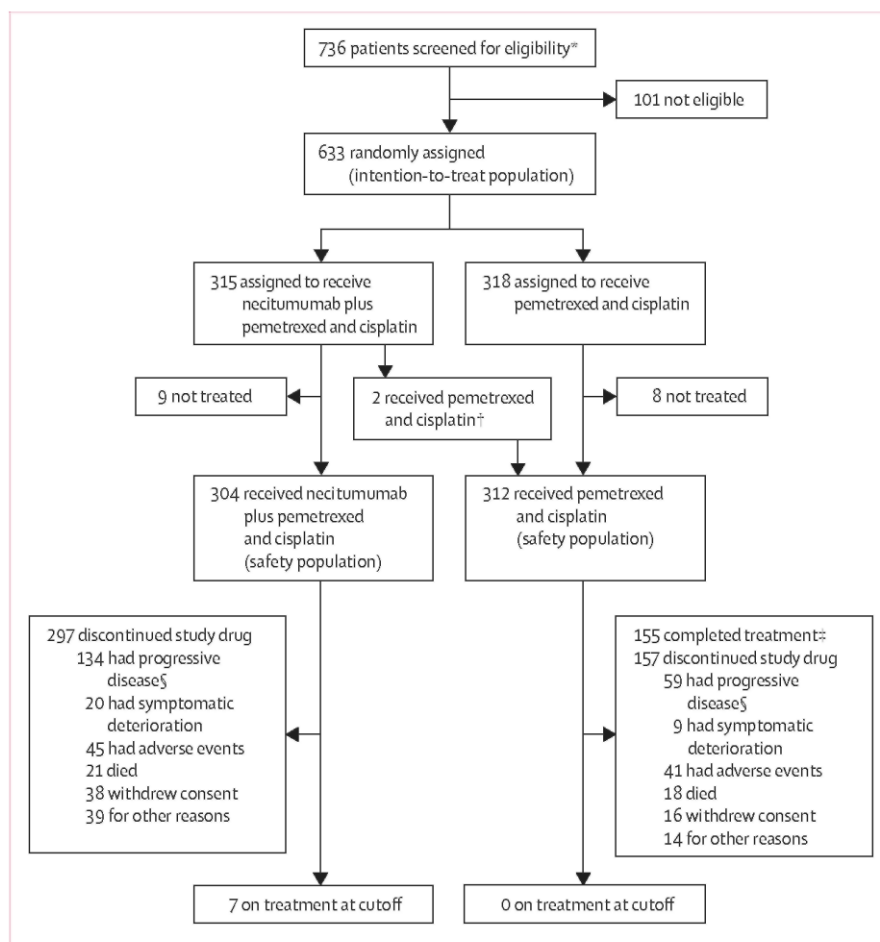 736 patients screened for eligibility*
101 not eligible
633 randomly assigned
(intention-to-treat population)
315 assigned to receive
necitumumab plus
pemetrexed and cisplatin
318 assigned to receive
pemetrexed and cisplatin
9 not treated
2 received pemetrexed
and cisplatin†
8 not treated
304 received necitumumab
plus pemetrexed
and cisplatin
(safety population)
312 received pemetrexed
and cisplatin
(safety population)
297 discontinued study drug
134 had progressive
disease§
20 had symptomatic
deterioration
45 had adverse events
21 died
38 withdrew consent
39 for other reasons
155 completed treatment‡
157 discontinued study drug
59 had progressive
disease§
9 had symptomatic
deterioration
41 had adverse events
18 died
16 withdrew consent
14 for other reasons
7 on treatment at cutoff
0 on treatment at cutoff